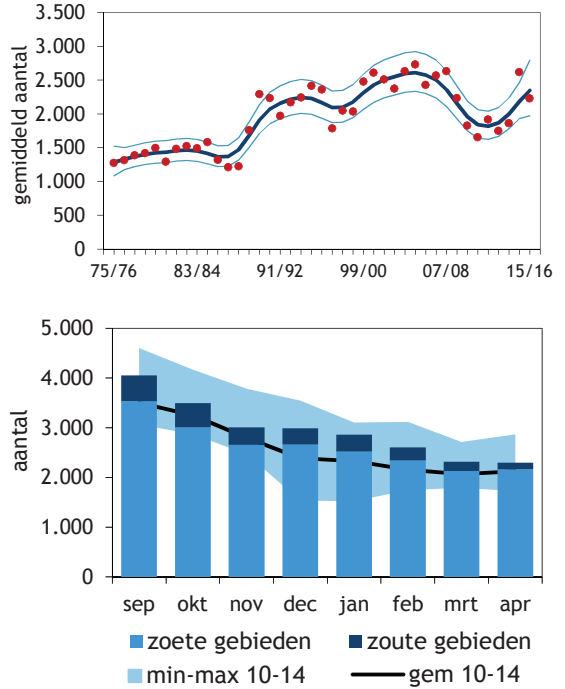 gemiddeld aantal
3.500
3.000
2.500
2.000
1.500
1.000
500
0
75/76 83/84 91/92 99/00 07/08 15/16
aantal
5.000
4.000
3.000
2.000
1.000
0
sep okt nov dec jan feb mrt apr
zoete gebieden zoute gebieden
min-max 10-14 gem 10-14